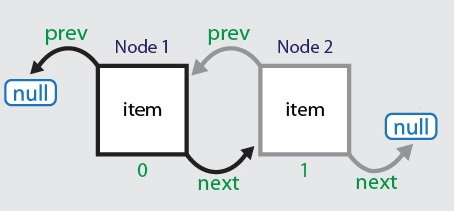 prev
Node 1
prev
Node 2
null
item
item
null
0
next
1
next